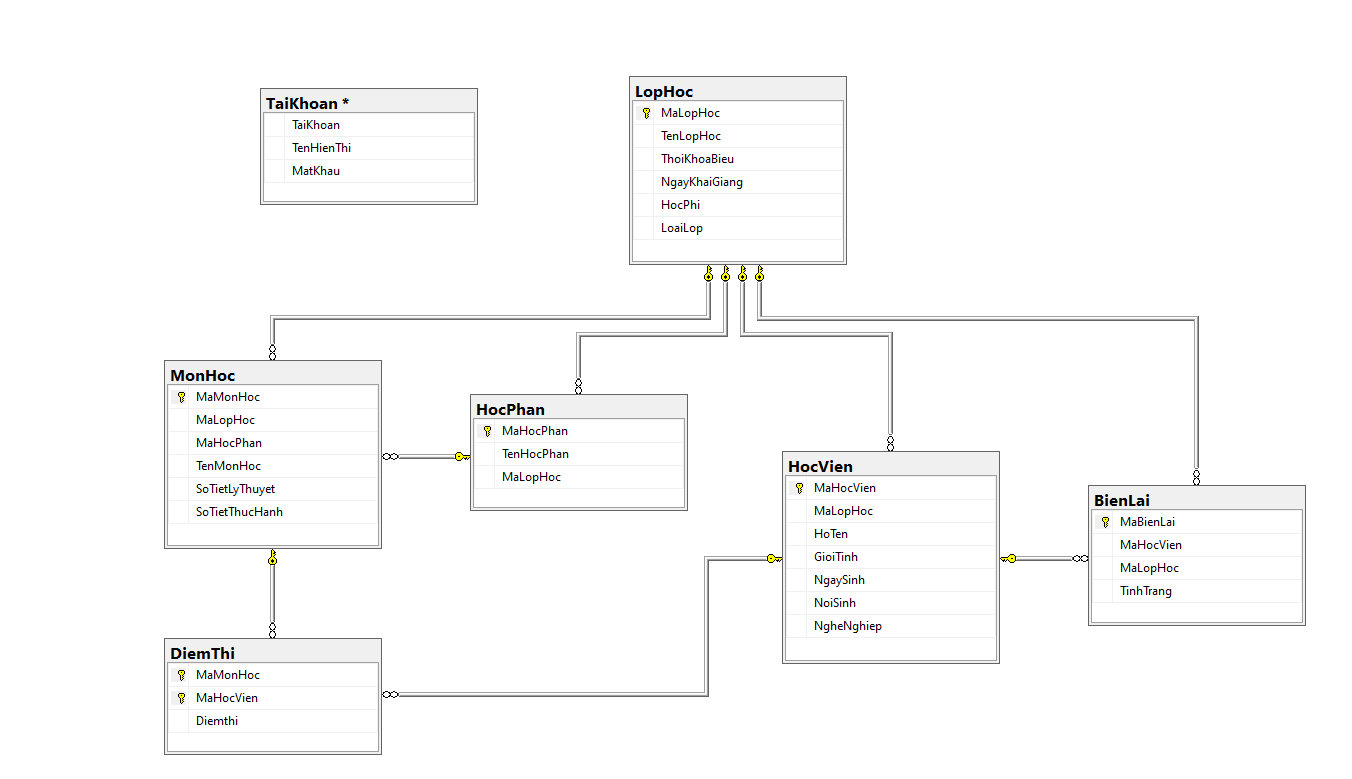 TaiKhoan *
TaiKhoan
TenHienThi
MatKhau
LopHoc
MaLopHoc
TenLopHoc
ThoiKhoaBieu
NgayKhaiGiang
HocPhi
LoaiLop
MonHoc
MaMonHoc
MaLopHoc
MaHocPhan
TenMonHoc
SoTietLyThuyet
SoTietThucHanh
HocPhan
MaHocPhan
TenHocPhan
MaLopHoc
HocVien
MaHocVien
MaLopHoc
HoTen
GioiTinh
NgaySinh
NoiSinh
NgheNghiep
BienLai
MaBienLai
MaHocVien
MaLopHoc
TinhTrang
DiemThi
MaMonHoc
MaHocVien
Diemthi